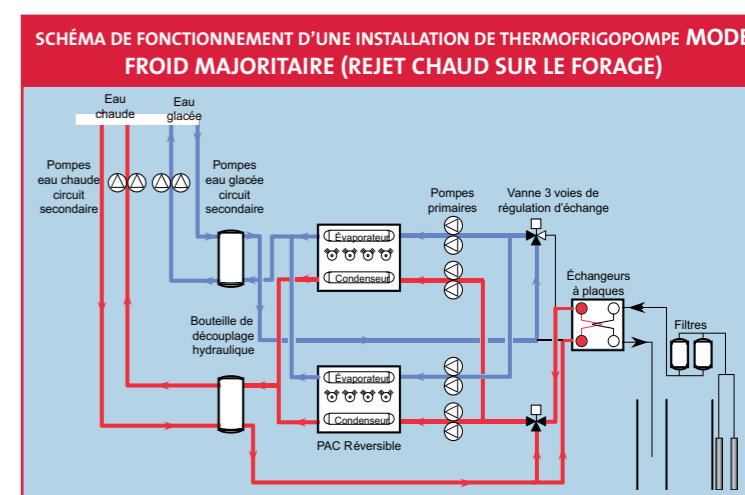 SCHÉMA DE FONCTIONNEMENT D'UNE INSTALLATION DE THERMOFRIGOPOMPE MODE
FROID MAJORITAIRE (REJET CHAUD SUR LE FORAGE)
Eau
chaude
Eau
glacée
Pompes
eau chaude
circuit
secondaire
Pompes
eau glacée
circuit
secondaire
Pompes
primaires
Vanne 3 voies de
régulation d'échange
Évaporateur
Condenseur
Échangeurs
à plaques
Filtres
Bouteille de
découplage
hydraulique
Évaporateur
Condenseur
PAC Réversible